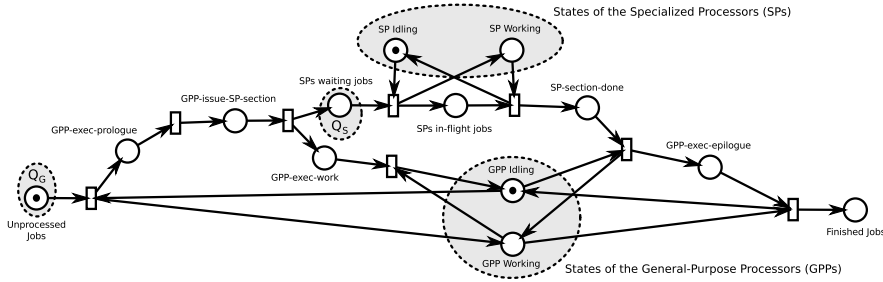 States of the Specialized Processors (SPs)
SP Idling
SP Working
SPs waiting jobs
SP-section-done
GPP-issue-SP-section
QS
SPs in-flight jobs
GPP-exec-prologue
GPP-exec-epilogue
GPP-exec-work
GPP Idling
QG
Unprocessed
Jobs
Finished Jobs
GPP Working
States of the General-Purpose Processors (GPPs)